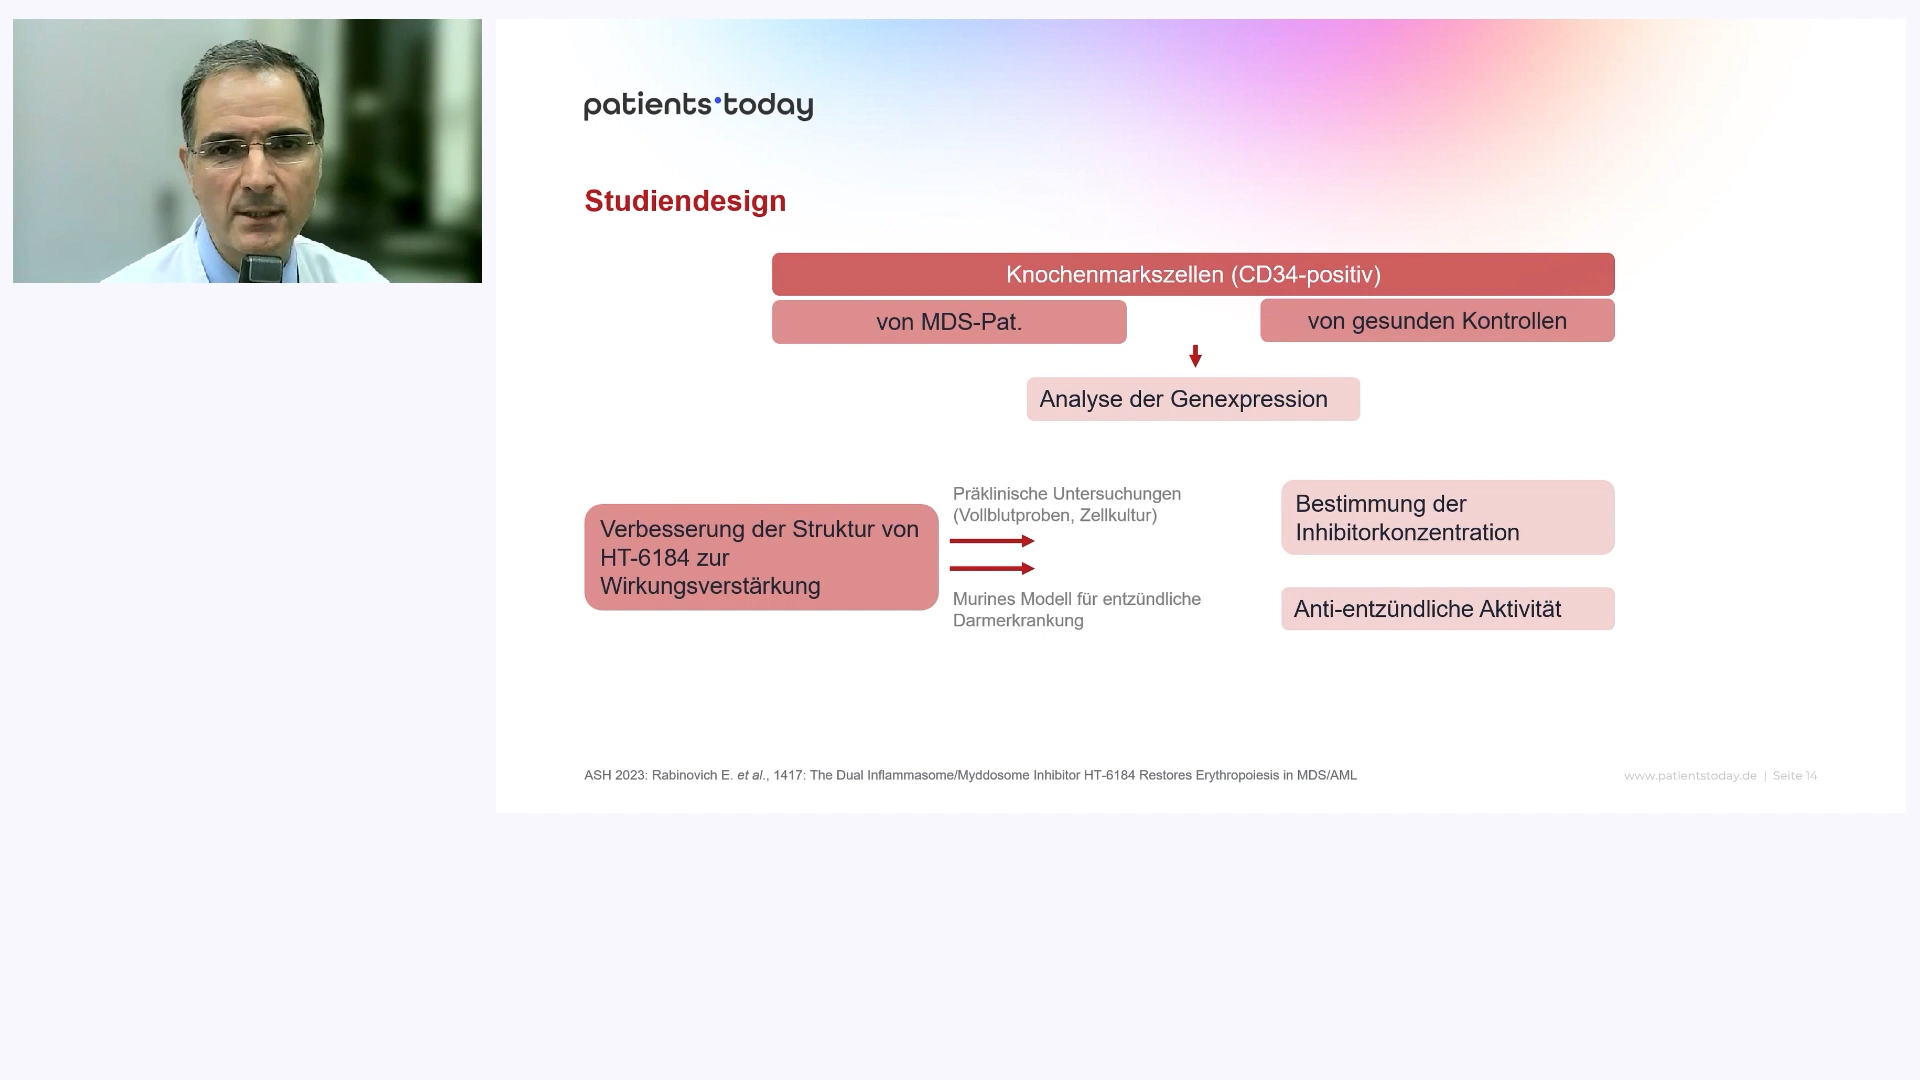 patients•today
Studiendesign
Knochenmarkszellen (CD34-positiv)
von MDS-Pat.
von gesunden Kontrollen
Analyse der Genexpression
Verbesserung der Struktur von
HT-6184 zur
Wirkungsverstärkung
Präklinische Untersuchungen
(Vollblutproben, Zellkultur)
Murines Modell für entzündliche
Darmerkrankung
Bestimmung der
Inhibitorkonzentration
Anti-entzündliche Aktivität
ASH 2023: Rabinovich E. et al., 1417: The Dual Inflammasome/Myddosome Inhibitor HT-6184 Restores Erythropoiesis in MDS/AML
www.patientstoday.de | Seite 14